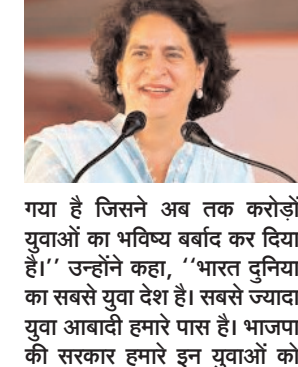 गया है जिसने अब तक करोड़ों
युवाओं का भविष्य बर्बाद कर दिया
है।'' उन्होंने कहा, ''भारत दुनिया
का सबसे युवा देश है। सबसे ज्यादा
युवा आबादी हमारे पास है। भाजपा
की सरकार हमारे इन युवाओं को